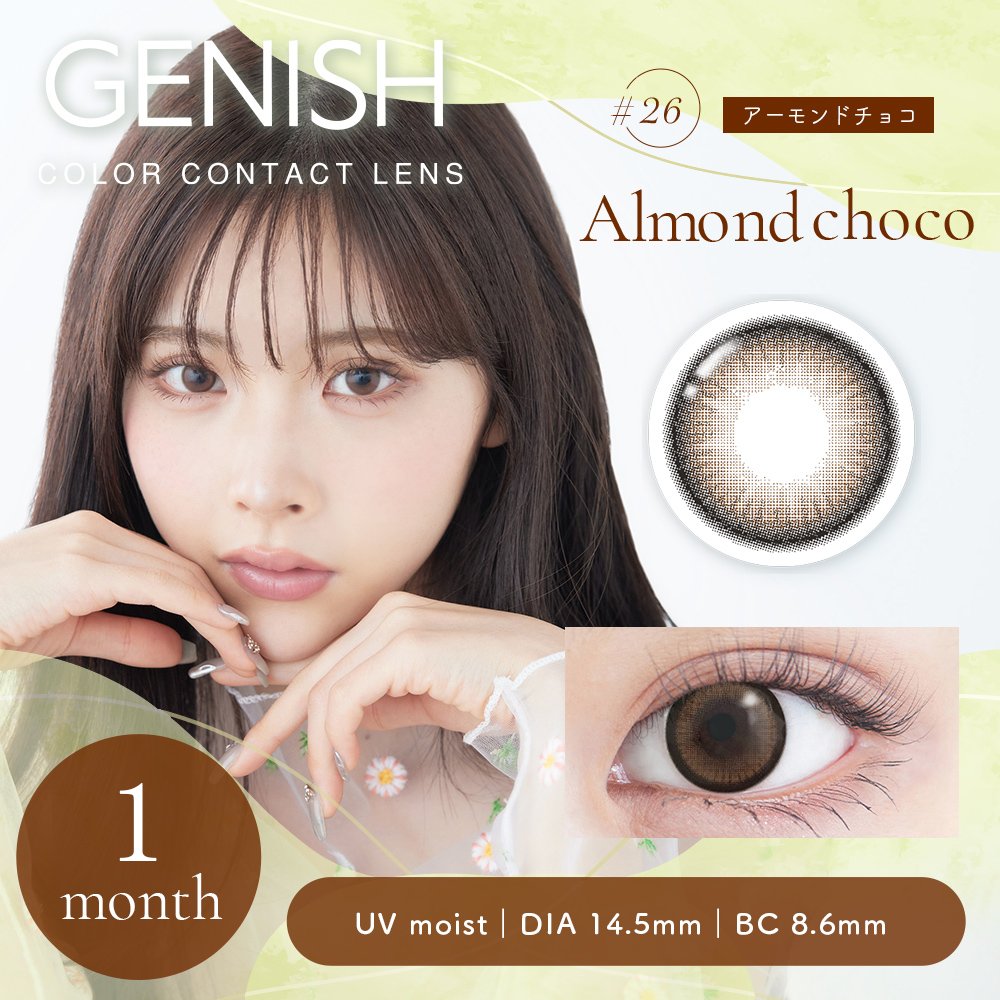 GENISH
COLOR CONTACT LENS
#26
アーモンドチョコ
Almond choco
1
month
UV moist｜DIA 14.5mm｜BC 8.6mm